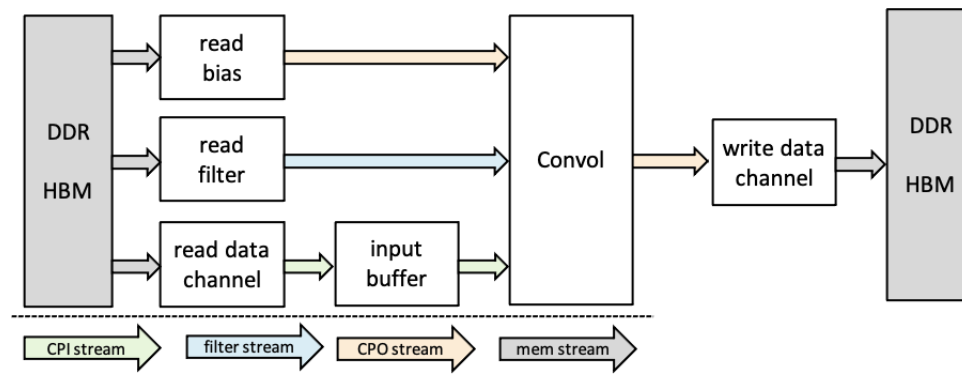 DDR
HBM
read
bias
read
filter
read data
channel
input
buffer
Convol
write data
channel
DDR
HBM
CPI stream
filter stream
CPO stream
mem stream